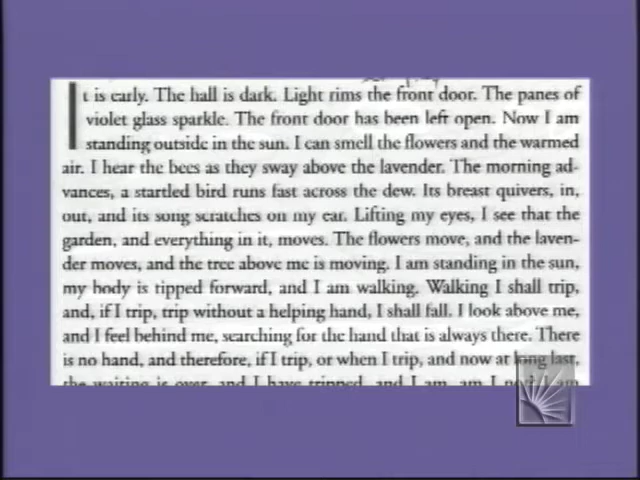 It is early. The hall is dark. Light rims the front door. The panes of
violet glass sparkle. The front door has been left open. Now I am
standing outside in the sun. I can smell the flowers and the warmed
air. I hear the bees as they sway above the lavender. The morning ad-
vances, a startled bird runs fast across the dew. Its breast quivers, in,
out, and its song scratches on my ear. Lifting my eyes, I see that the
garden, and everything in it, moves. The flowers move, and the laven-
der moves, and the tree above me is moving. I am standing in the sun,
my body is tipped forward, and I am walking. Walking I shall trip,
and, if I trip, trip without a helping hand, I shall fall. I look above me,
and I feel behind me, searching for the hand that is always there. There
is no hand, and therefore, if I trip, or when I trip, and now at long last,
the waiting is over, and I have tripped, and I am, am I not I am